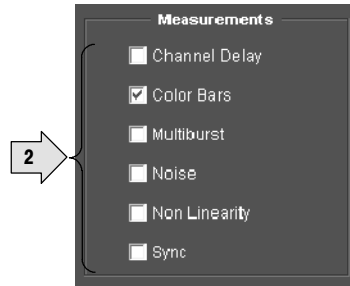 Measurements
Channel Delay
Color Bars
Multiburst
2
Noise
Non Linearity
Sync